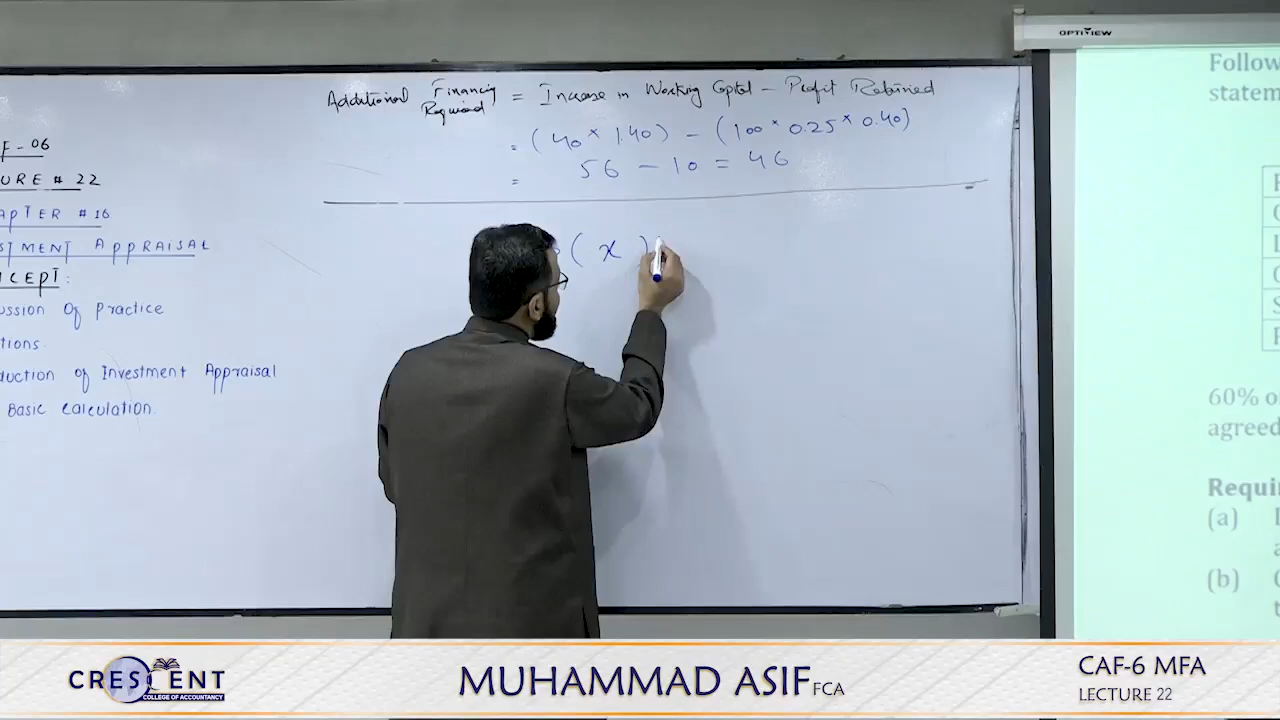 OPTIVIEW
Additional Financing Required = Increase in Working Capital – Profit Retained
= (40 × 1.40) – (100 × 0.25 × 0.40)
= 56 – 10 = 46
( x )
F-06
URE # 22
APTER # 16
STMENT APPRAISAL
CEPT:
ussion Of Practice
tions.
duction of Investment Appraisal
Basic calculation.
Follow
statem
60% o
agreed
Requi
(a)
(b)
CRESCENT
COLLEGE OF ACCOUNTANCY
MUHAMMAD ASIF FCA
CAF-6 MFA
LECTURE 22